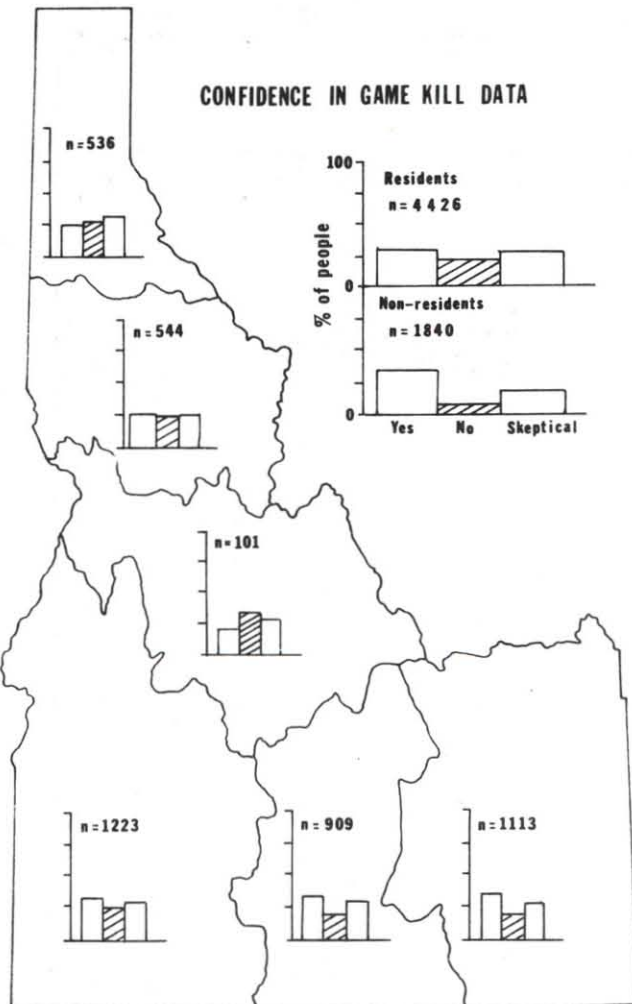 CONFIDENCE IN GAME KILL DATA
n=536
100
Residents
n=4426
% of people
0
Non-residents
n=1840
0
Yes No Skeptical
n=544
n=101
n=1223
n=909
n=1113